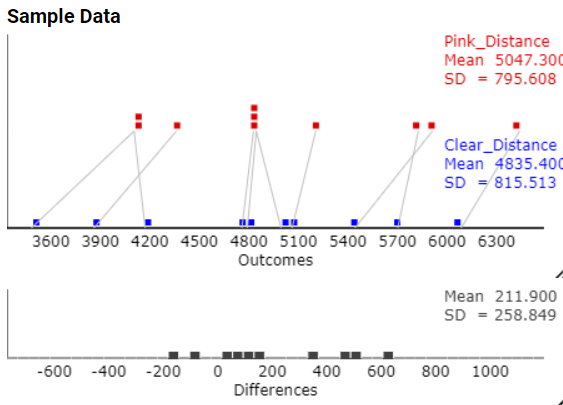 Sample Data
Pink_Distance
Mean 5047.300
SD = 795.608
Clear_Distance
Mean 4835.400
SD = 815.513
3600 3900 4200 4500 4800 5100 5400 5700 6000 6300
Outcomes
Mean 211.900
SD = 258.849
-600 -400 -200 0 200 400 600 800 1000
Differences